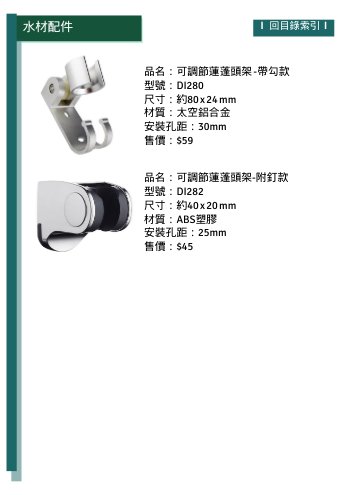 水材配件
I 回目錄索引 I
品名：可調節蓮蓬頭架-帶勾款
型號：DI280
尺寸：約80x24mm
材質：太空鋁合金
安裝孔距：30mm
售價：$59
品名：可調節蓮蓬頭架-附釘款
型號：DI282
尺寸：約40x20mm
材質：ABS塑膠
安裝孔距：25mm
售價：$45